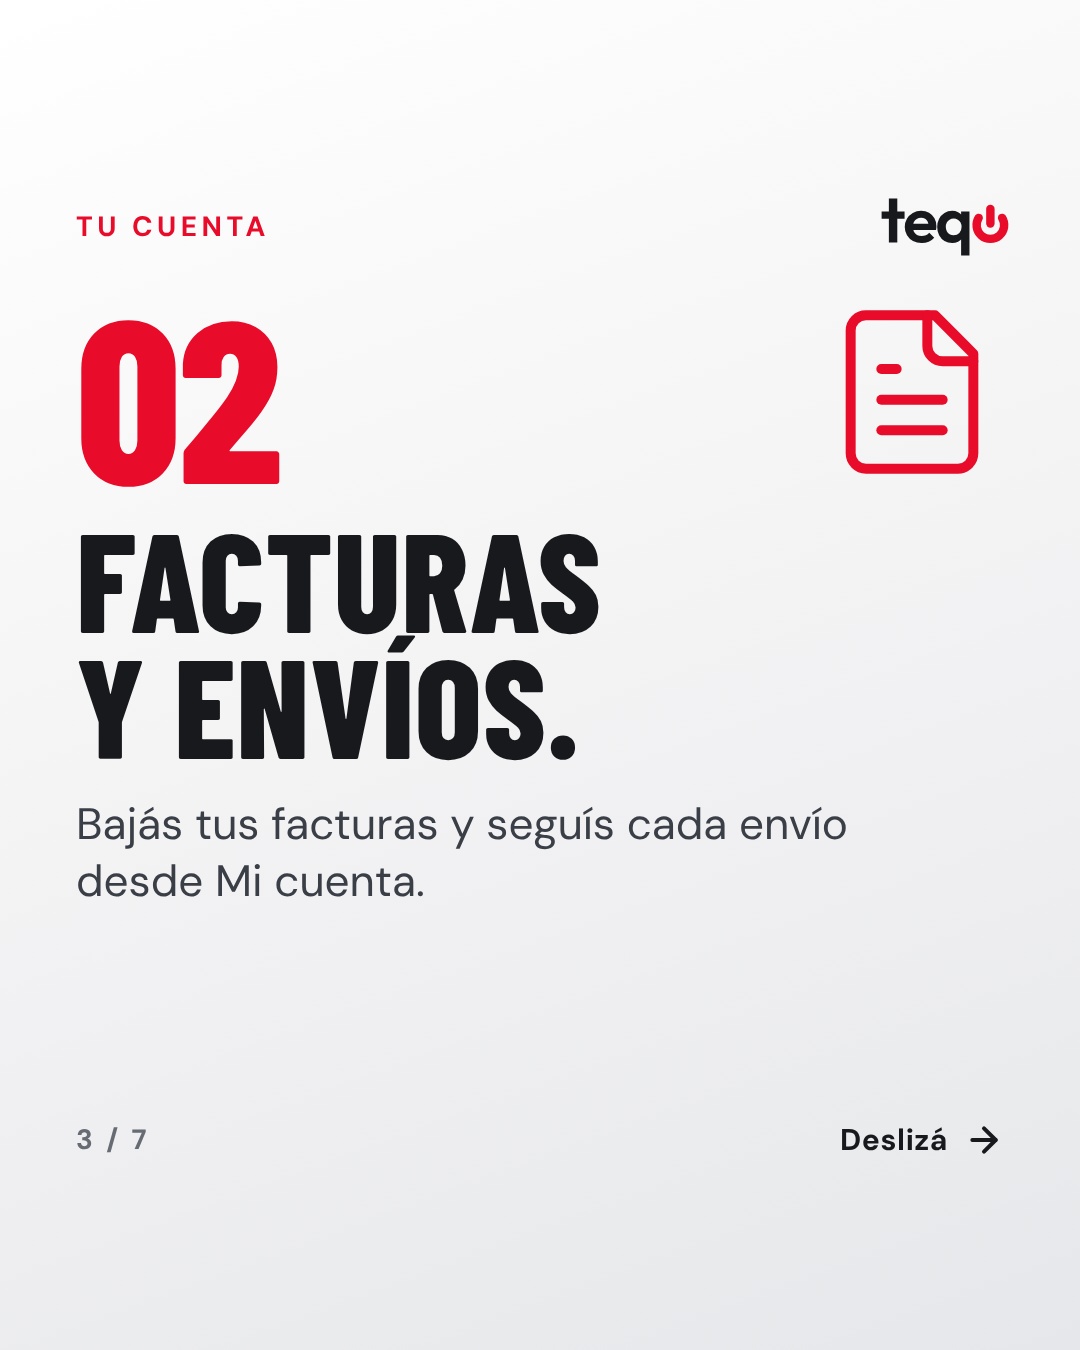 TU CUENTA
teqo
02
FACTURAS
Y ENVÍOS.
Bajás tus facturas y seguís cada envío
desde Mi cuenta.
3 / 7
Deslizá →